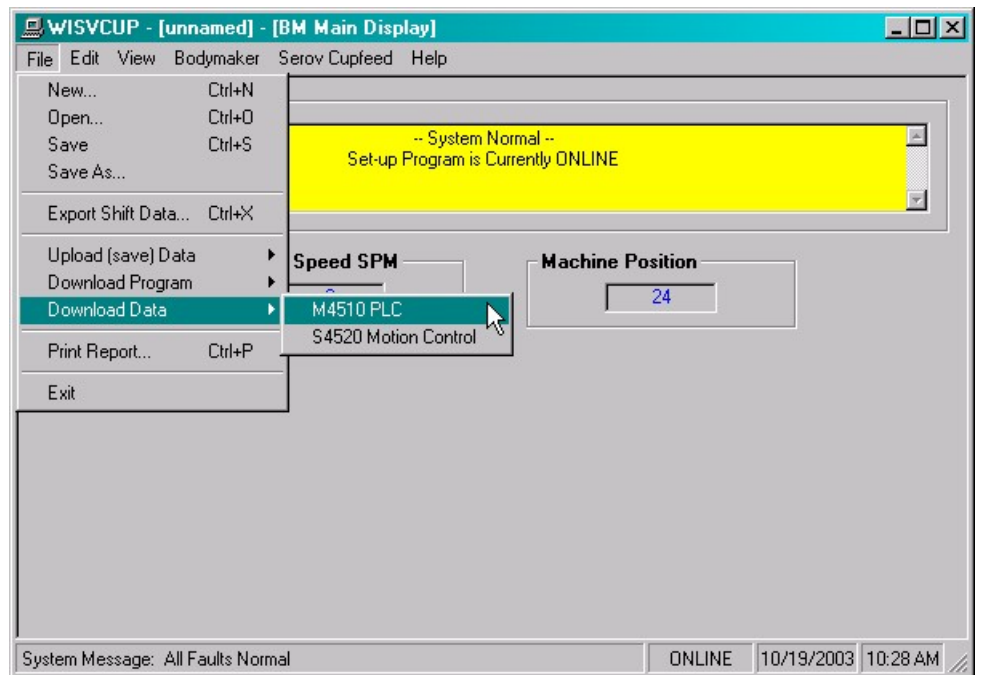 WISVCUP - [unnamed] - [BM Main Display]
File Edit View Bodymaker Serov Cupfeed Help
New... Ctrl+N
Open... Ctrl+O
Save Ctrl+S
Save As...
Export Shift Data... Ctrl+X
Upload (save) Data
Download Program
Download Data
Print Report... Ctrl+P
Exit
M4510 PLC
S4520 Motion Control
-- System Normal --
Set-up Program is Currently ONLINE
Speed SPM
Machine Position
24
System Message: All Faults Normal ONLINE 10/19/2003 10:28 AM